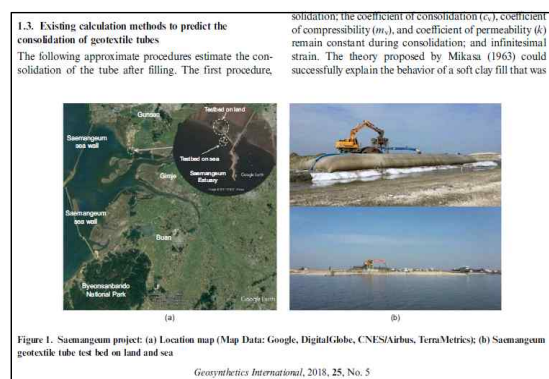 1.3. Existing calculation methods to predict the
consolidation of geotextile tubes
The following approximate procedures estimate the con-
solidation of the tube after filling. The first procedure,
solidation; the coefficient of consolidation (cv), coefficient
of compressibility (mv), and coefficient of permeability (k)
remain constant during consolidation; and infinitesimal
strain. The theory proposed by Mikasa (1963) could
successfully explain the behavior of a soft clay fill that was
Gunsan
Testbed on land
Saemangeum
sea wall
Testbed on sea
Saemangeum
Estuary
Google Earth
Gimje
Saemangeum
sea wall
Buan
Byeonsanbando
National Park
Google Earth
(a)
(b)
Figure 1. Saemangeum project: (a) Location map (Map Data: Google, DigitalGlobe, CNES/Airbus, TerraMetrics); (b) Saemangeum
geotextile tube test bed on land and sea
Geosynthetics International, 2018, 25, No. 5